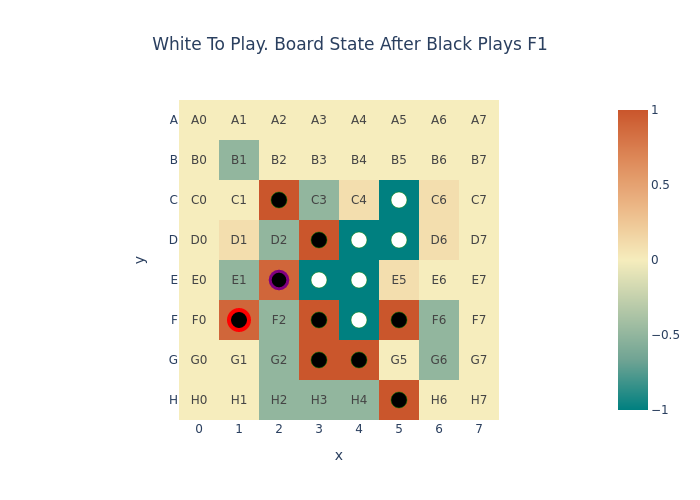 White To Play. Board State After Black Plays F1
A A0 A1 A2 A3 A4 A5 A6 A7
B B0 B1 B2 B3 B4 B5 B6 B7
C C0 C1 C3 C4 C6 C7
D D0 D1 D2 D6 D7
E E0 E1 E5 E6 E7
F F0 F2 F6 F7
G G0 G1 G2 G5 G6 G7
H H0 H1 H2 H3 H4 H6 H7
0 1 2 3 4 5 6 7
x
y
1
0.5
0
−0.5
−1